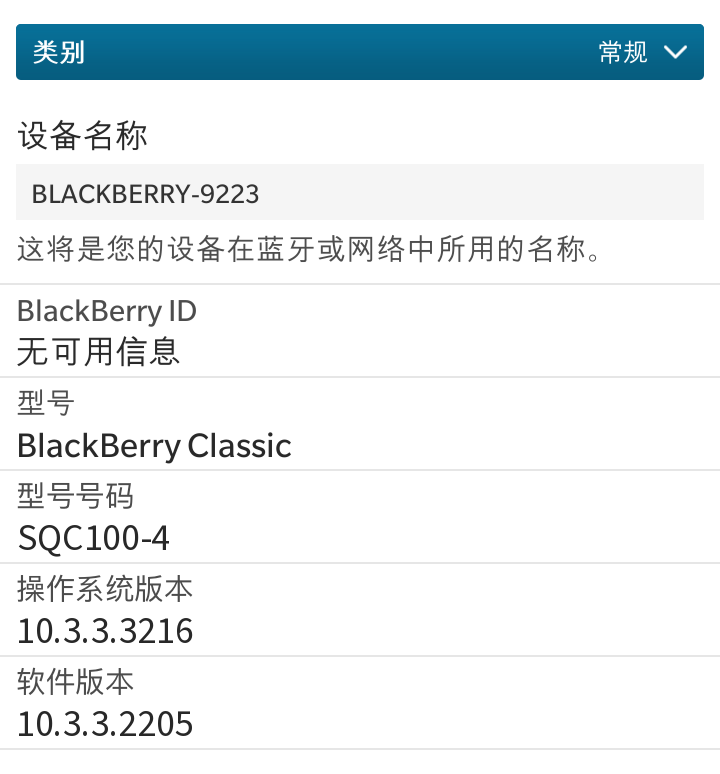 类别 常规
设备名称
BLACKBERRY-9223
这将是您的设备在蓝牙或网络中所用的名称。
BlackBerry ID
无可用信息
型号
BlackBerry Classic
型号号码
SQC100-4
操作系统版本
10.3.3.3216
软件版本
10.3.3.2205